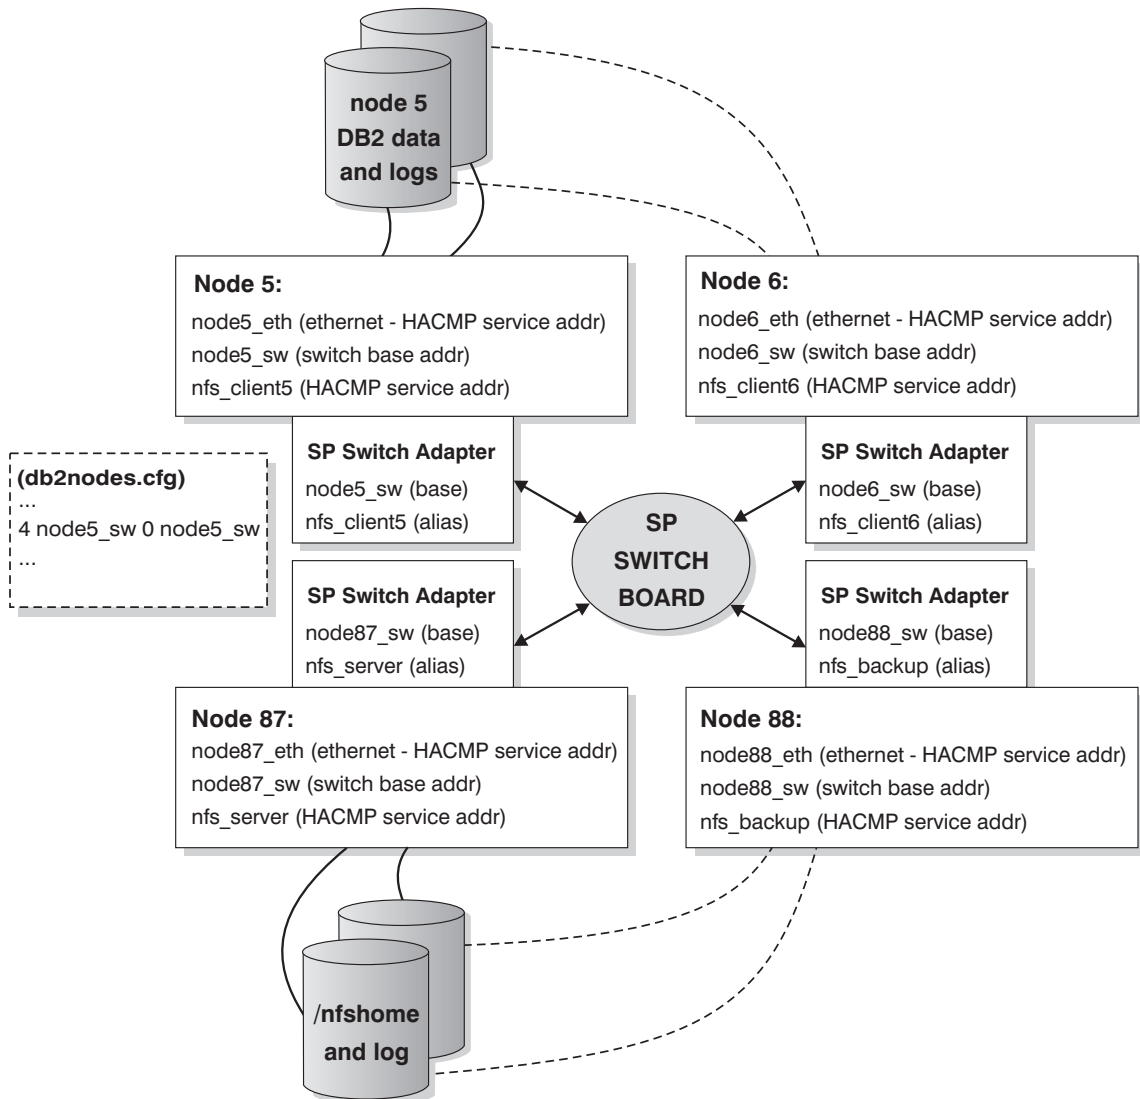 node 5
DB2 data
and logs
Node 5:
node5_eth (ethernet - HACMP service addr)
node5_sw (switch base addr)
nfs_client5 (HACMP service addr)
Node 6:
node6_eth (ethernet - HACMP service addr)
node6_sw (switch base addr)
nfs_client6 (HACMP service addr)
(db2nodes.cfg)
...
4 node5_sw 0 node5_sw
...
SP Switch Adapter
node5_sw (base)
nfs_client5 (alias)
SP
SWITCH
BOARD
SP Switch Adapter
node6_sw (base)
nfs_client6 (alias)
SP Switch Adapter
node87_sw (base)
nfs_server (alias)
SP Switch Adapter
node88_sw (base)
nfs_backup (alias)
Node 87:
node87_eth (ethernet - HACMP service addr)
node87_sw (switch base addr)
nfs_server (HACMP service addr)
Node 88:
node88_eth (ethernet - HACMP service addr)
node88_sw (switch base addr)
nfs_backup (HACMP service addr)
/nfshome
and log